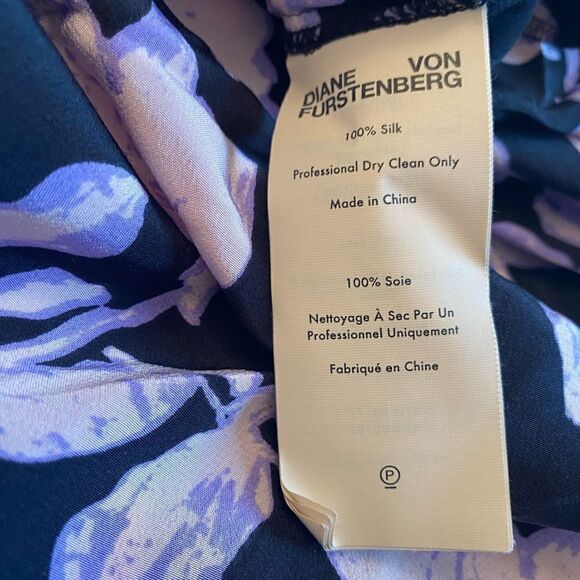 DIANE VON
FURSTENBERG
100% Silk
Professional Dry Clean Only
Made in China
100% Soie
Nettoyage À Sec Par Un
Professionnel Uniquement
Fabriqué en Chine
P